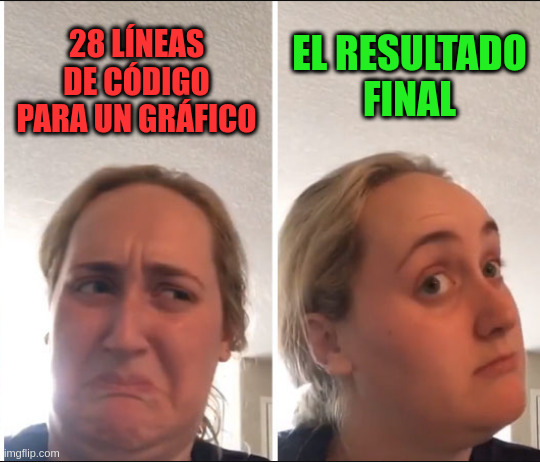 28 LÍNEAS
DE CÓDIGO
PARA UN GRÁFICO
EL RESULTADO
FINAL
imgflip.com